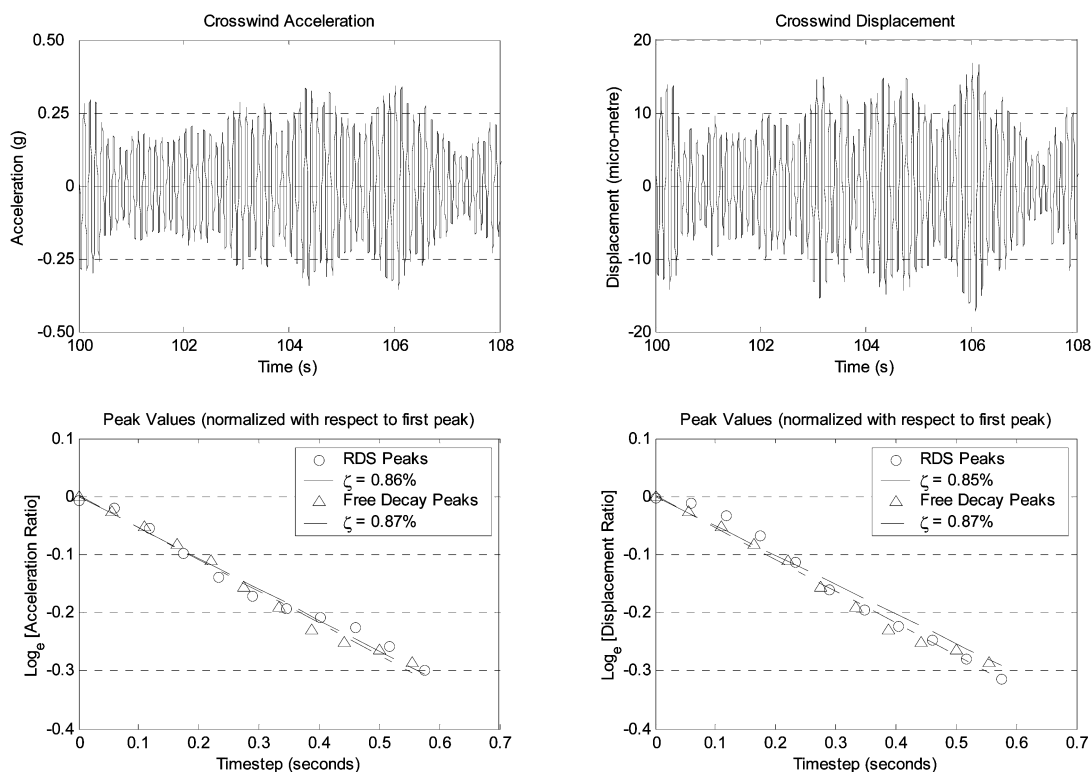 Crosswind Acceleration
0.50
0.25
0
-0.25
-0.50
Acceleration (g)
100 102 103 104 106 108
Time (s)
Crosswind Displacement
20
10
0
-10
-20
Displacement (micro-metre)
100 102 103 104 106 108
Time (s)
Peak Values (normalized with respect to first peak)
0.1
0
-0.1
-0.2
-0.3
-0.4
Logₑ [Acceleration Ratio]
RDS Peaks
ζ = 0.86%
Free Decay Peaks
ζ = 0.87%
0 0.1 0.2 0.3 0.4 0.5 0.6 0.7
Timestep (seconds)
Peak Values (normalized with respect to first peak)
0.1
0
-0.1
-0.2
-0.3
-0.4
Logₑ [Displacement Ratio]
RDS Peaks
ζ = 0.85%
Free Decay Peaks
ζ = 0.87%
0 0.1 0.2 0.3 0.4 0.5 0.6 0.7
Timestep (seconds)